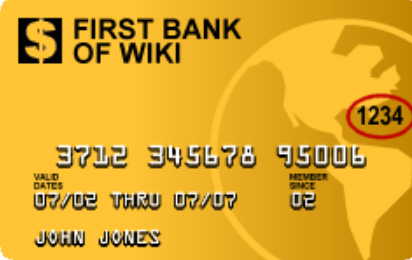 $ FIRST BANK
OF WIKI
1234
3712 345678 95006
VALID
DATES
MEMBER
SINCE
07/02 THRU 07/07
02
JOHN JONES